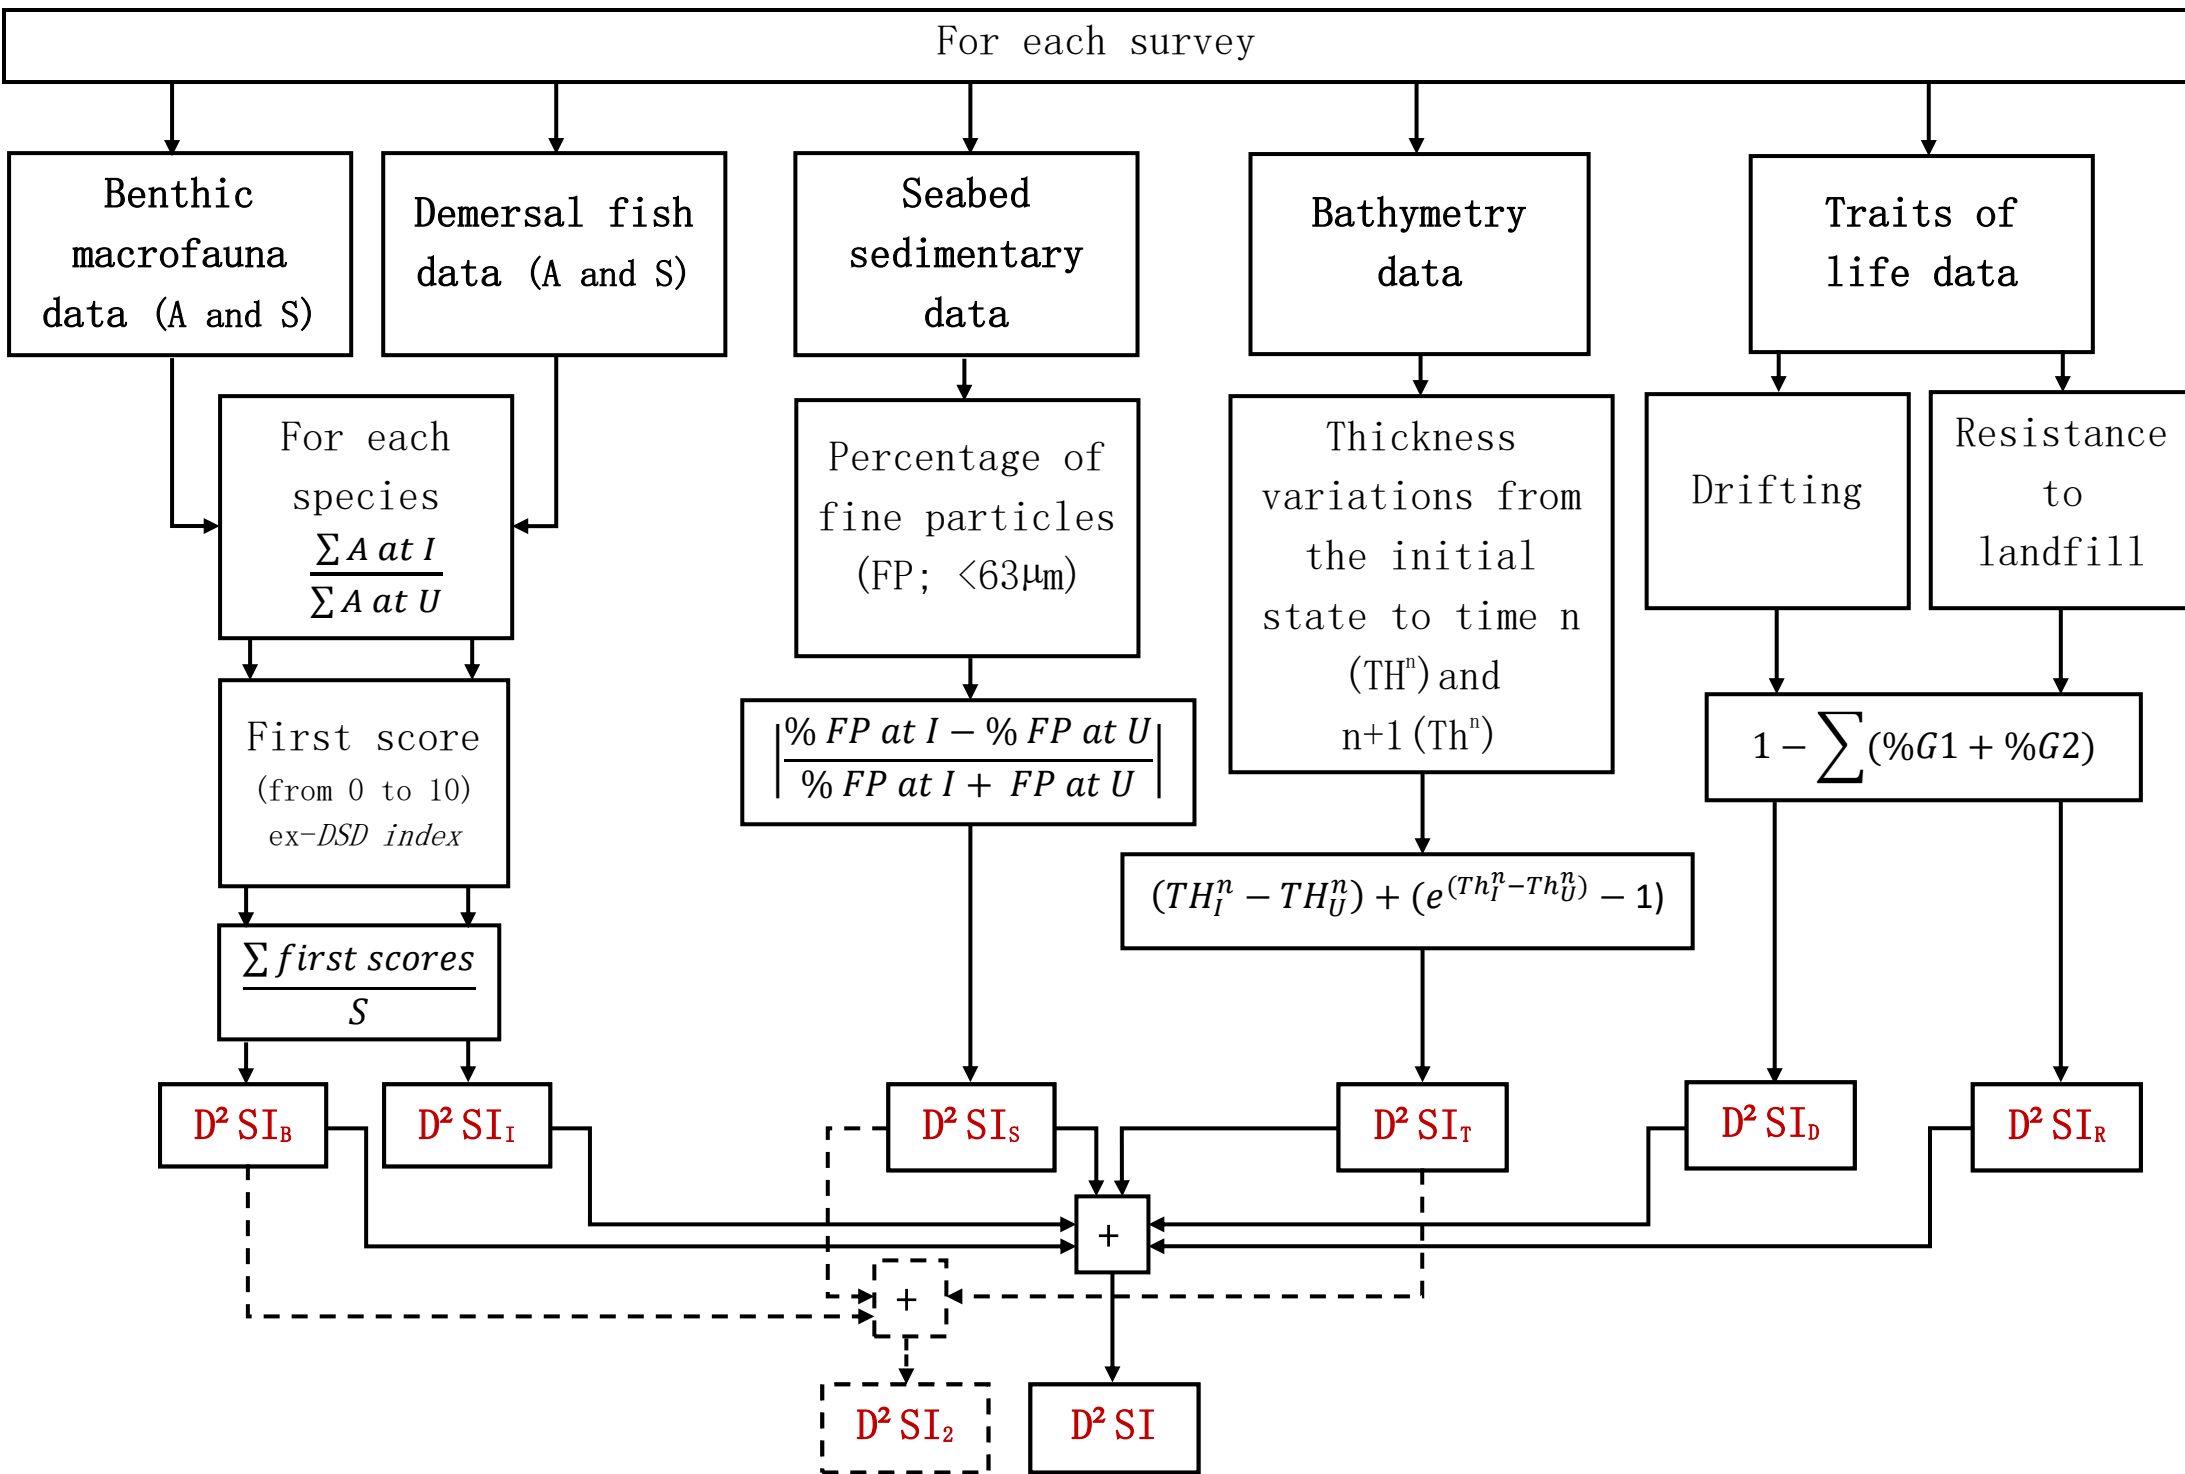 For each survey
Benthic
macrofauna
data (A and S)
Demersal fish
data (A and S)
Seabed
sedimentary
data
Bathymetry
data
Traits of
life data
For each
species
∑ A at I
∑ A at U
Percentage of
fine particles
(FP; <63μm)
Thickness
variations from
the initial
state to time n
(THⁿ) and
n+1 (Thⁿ)
Drifting
Resistance
to
landfill
First score
(from 0 to 10)
ex-DSD index
|% FP at I − % FP at U|
|% FP at I + FP at U|
1 − ∑(%G1 + %G2)
(TH_I^n − TH_U^n) + (e^(Th_I^n−Th_U^n) − 1)
∑ first scores
S
D² SI_B
D² SI_I
D² SI_S
D² SI_T
D² SI_D
D² SI_R
+
+
D² SI₂
D² SI